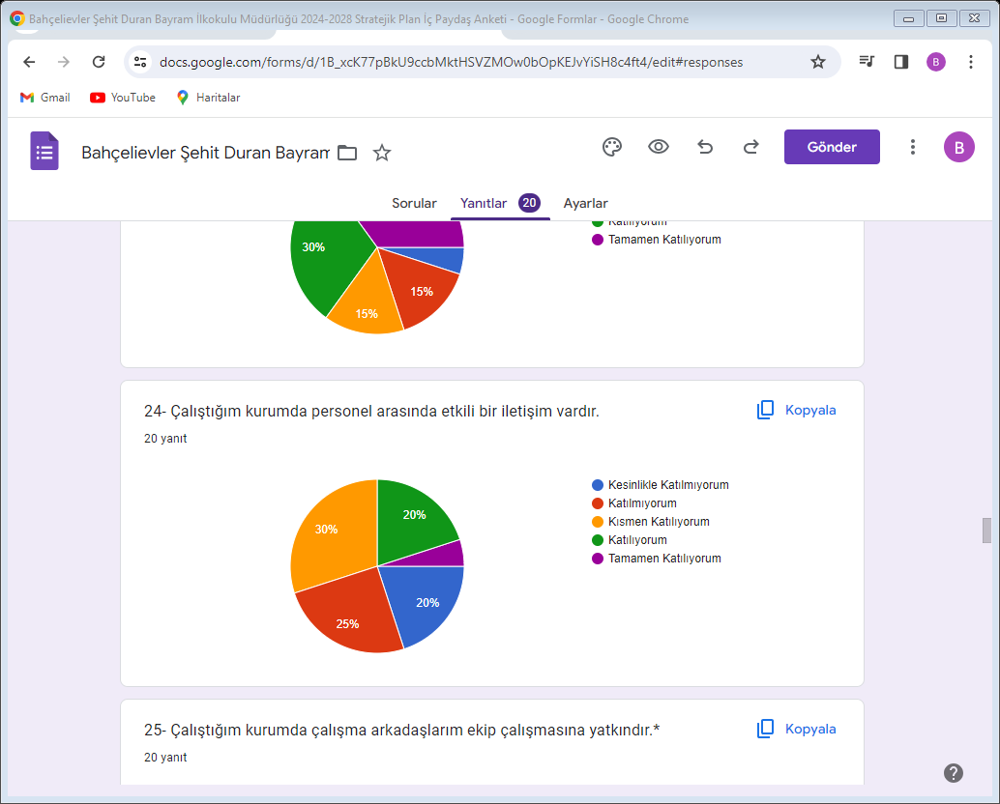 Bahçelievler Şehit Duran Bayram İlkokulu Müdürlüğü 2024-2028 Stratejik Plan İç Paydaş Anketi - Google Formlar - Google Chrome
docs.google.com/forms/d/1B_xcK77pBkU9ccbMktHSVZMOw0bOpKEJvYiSH8c4ft4/edit#responses
B
Gmail
YouTube
Haritalar
Bahçelievler Şehit Duran Bayram
Gönder
B
Sorular
Yanıtlar 20
Ayarlar
Katılıyorum
Tamamen Katılıyorum
30%
15%
15%
24- Çalıştığım kurumda personel arasında etkili bir iletişim vardır.
Kopyala
20 yanıt
Kesinlikle Katılmıyorum
Katılmıyorum
Kısmen Katılıyorum
Katılıyorum
Tamamen Katılıyorum
20%
30%
20%
25%
25- Çalıştığım kurumda çalışma arkadaşlarım ekip çalışmasına yatkındır.*
Kopyala
20 yanıt
?